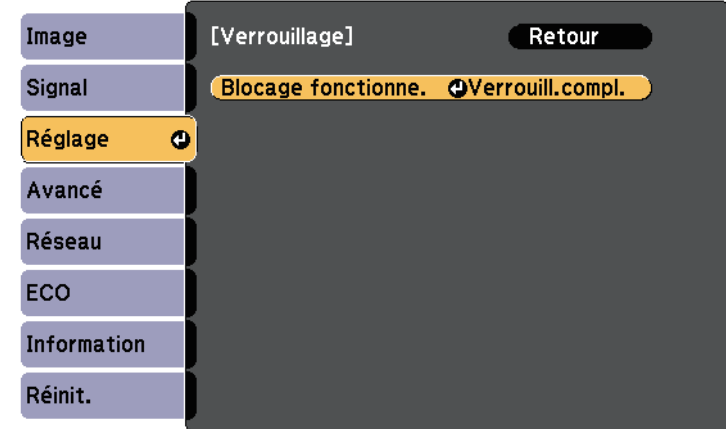 Image
Signal
Réglage
Avancé
Réseau
ECO
Information
Réinit.
[Verrouillage] Retour
Blocage fonctionne. Verrouill.compl.